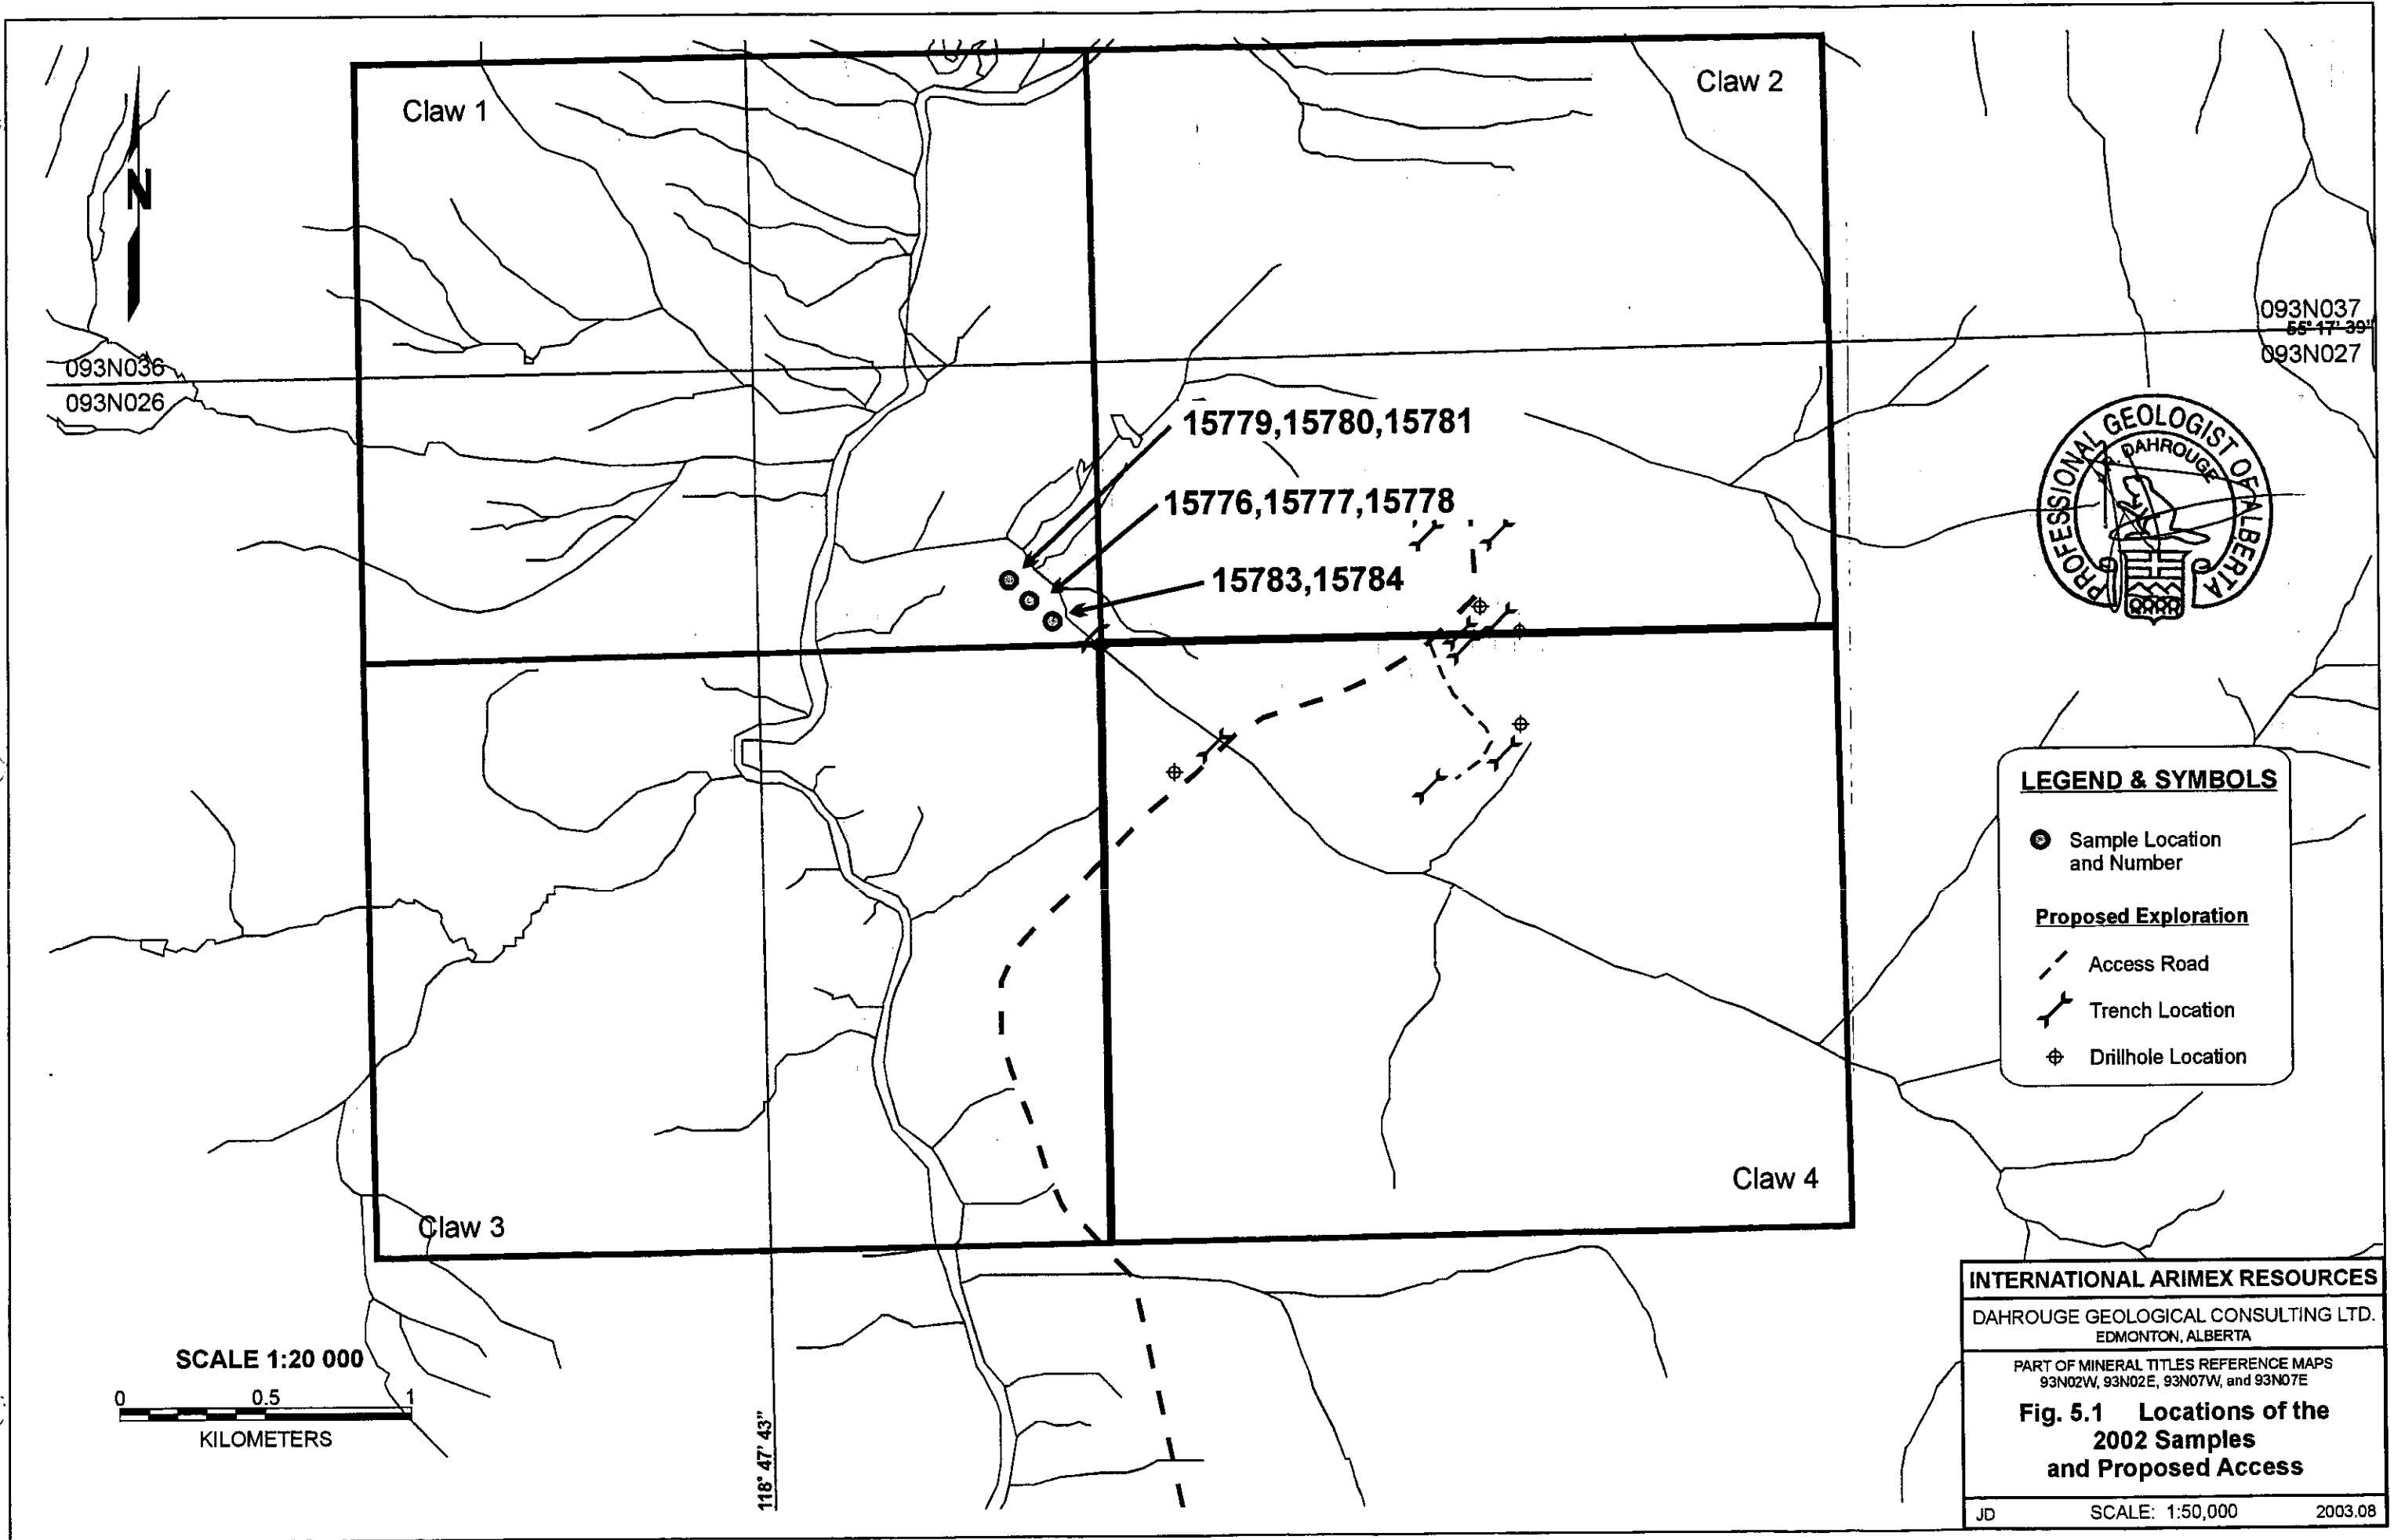 Claw 1
Claw 2
N
093N036
093N026
093N037
55° 17' 39"
093N027
15779,15780,15781
15776,15777,15778
15783,15784
PROFESSIONAL GEOLOGIST OF ALBERTA
DAHROUGE
LEGEND & SYMBOLS
Sample Location
and Number
Proposed Exploration
Access Road
Trench Location
Drillhole Location
Claw 3
Claw 4
SCALE 1:20 000
0 0.5 1
KILOMETERS
118° 47' 43"
INTERNATIONAL ARIMEX RESOURCES
DAHROUGE GEOLOGICAL CONSULTING LTD.
EDMONTON, ALBERTA
PART OF MINERAL TITLES REFERENCE MAPS
93N02W, 93N02E, 93N07W, and 93N07E
Fig. 5.1 Locations of the
2002 Samples
and Proposed Access
JD SCALE: 1:50,000 2003.08